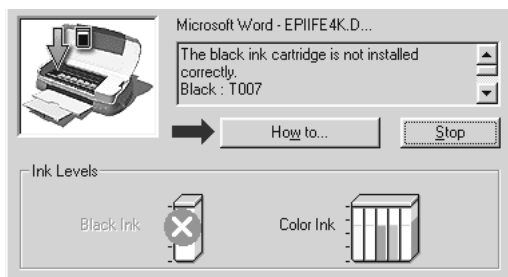 Microsoft Word - EPIIFE4K.D...
The black ink cartridge is not installed
correctly.
Black : T007
How to...
Stop
Ink Levels
Black Ink
Color Ink